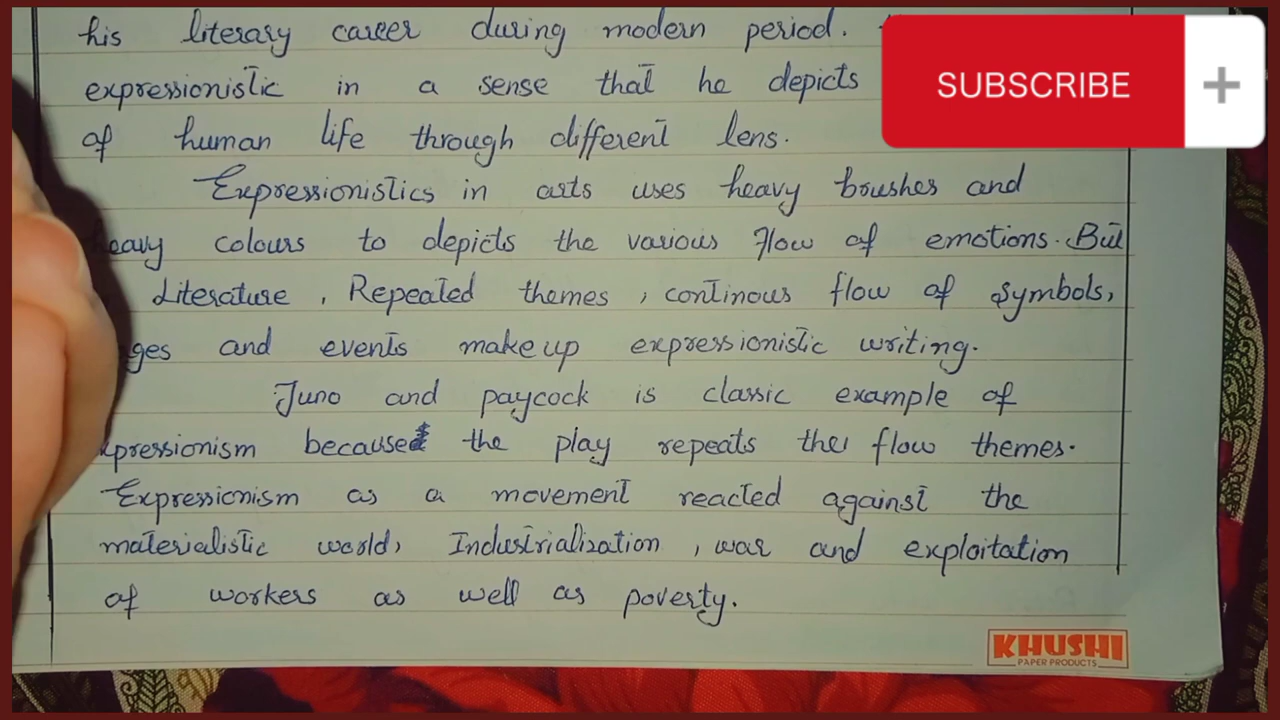 his literary career during modern period.
SUBSCRIBE +
expressionistic in a sense that he depicts
of human life through different lens.
Expressionistics in arts uses heavy brushes and
heavy colours to depicts the various flow of emotions. But
Literature, Repeated themes, continous flow of symbols,
ges and events make up expressionistic writing.
Juno and paycock is classic example of
xpressionism because the play repeats the flow themes.
Expressionism as a movement reacted against the
materialistic world, Industrialization, war and exploitation
of workers as well as poverty.
KHUSHI
PAPER PRODUCTS